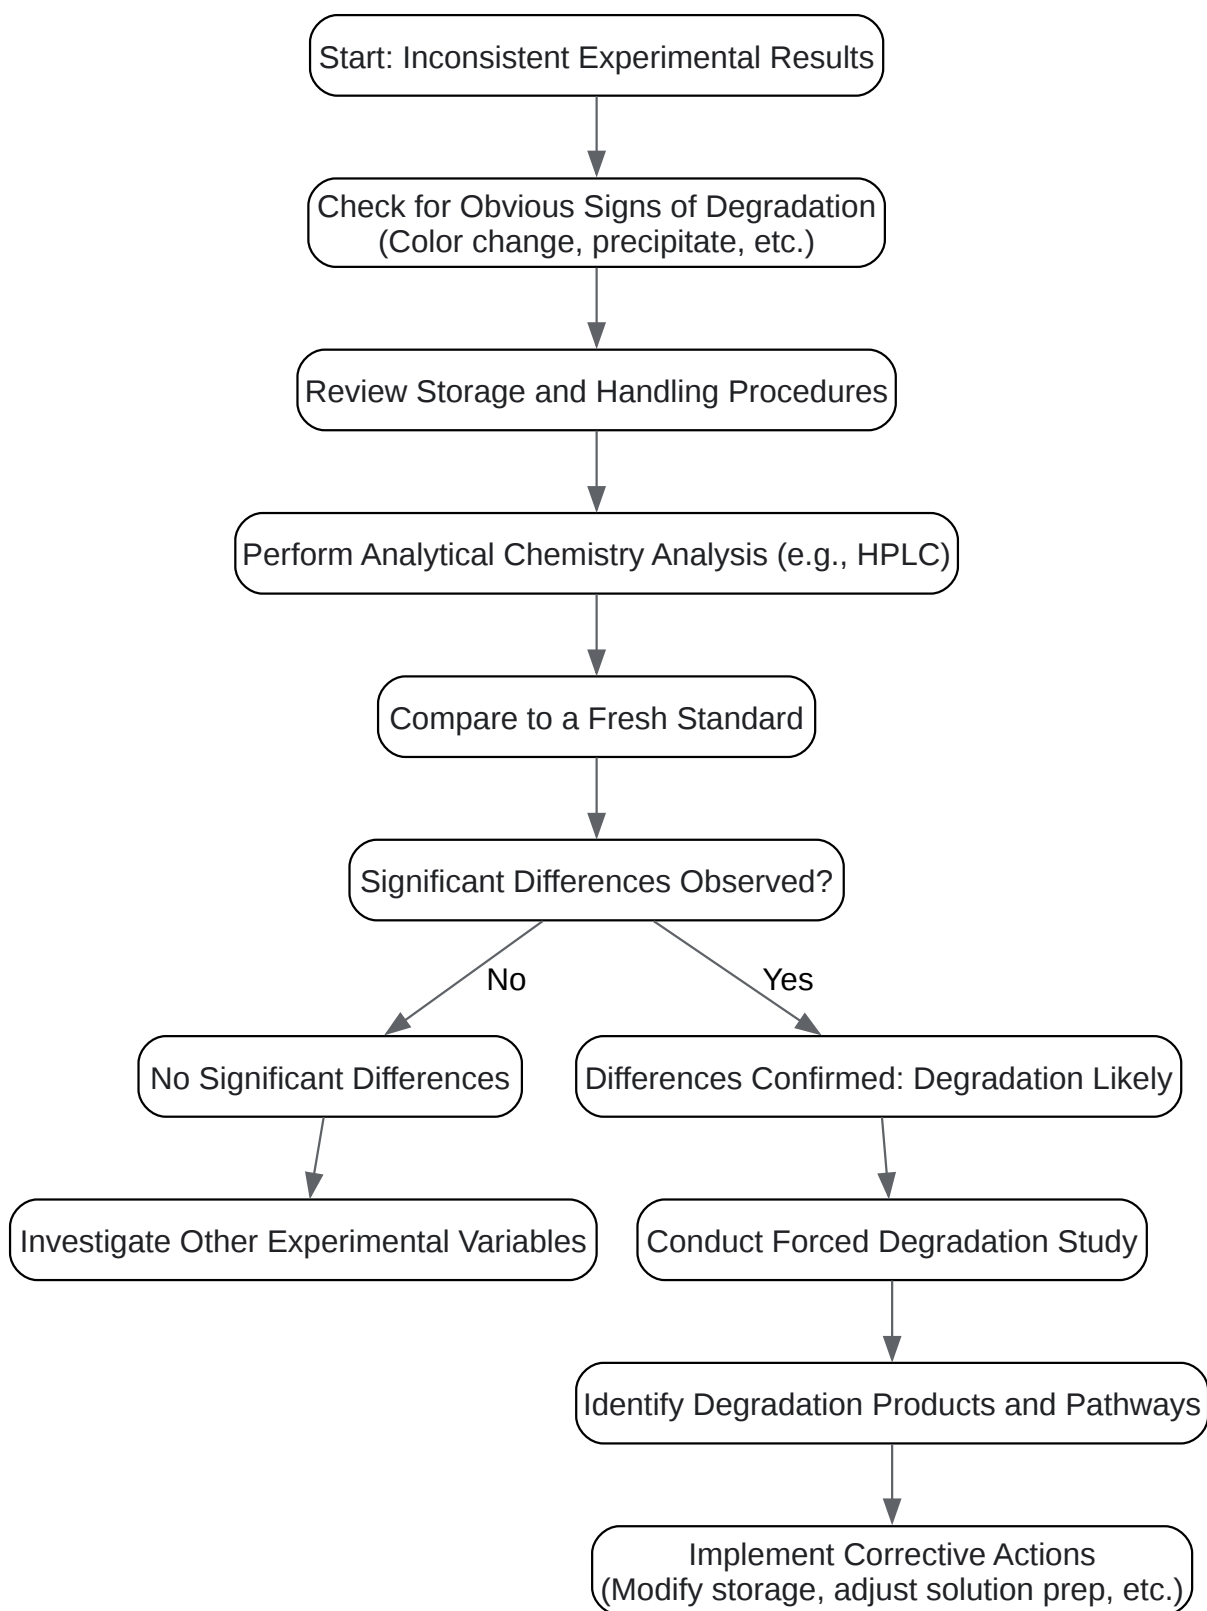 Start: Inconsistent Experimental Results
Check for Obvious Signs of Degradation
(Color change, precipitate, etc.)
Review Storage and Handling Procedures
Perform Analytical Chemistry Analysis (e.g., HPLC)
Compare to a Fresh Standard
Significant Differences Observed?
No
Yes
No Significant Differences
Differences Confirmed: Degradation Likely
Investigate Other Experimental Variables
Conduct Forced Degradation Study
Identify Degradation Products and Pathways
Implement Corrective Actions
(Modify storage, adjust solution prep, etc.)